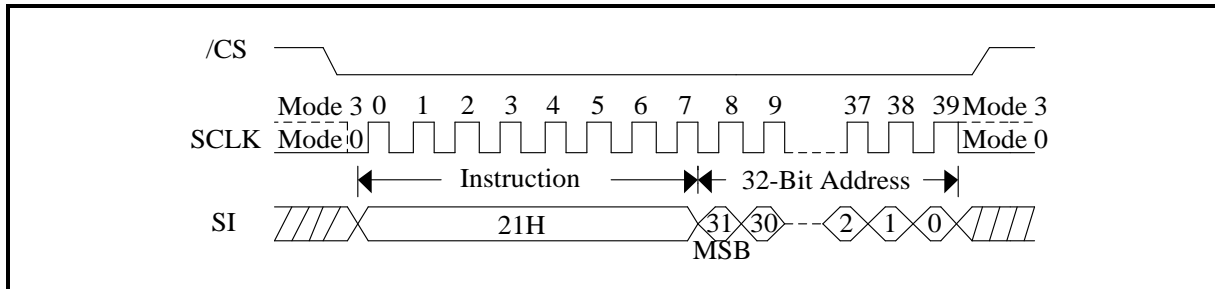 /CS
Mode 3 0 1 2 3 4 5 6 7 8 9 37 38 39 Mode 3
SCLK Mode 0 Mode 0
Instruction 32-Bit Address
SI 21H 31 30 2 1 0
MSB